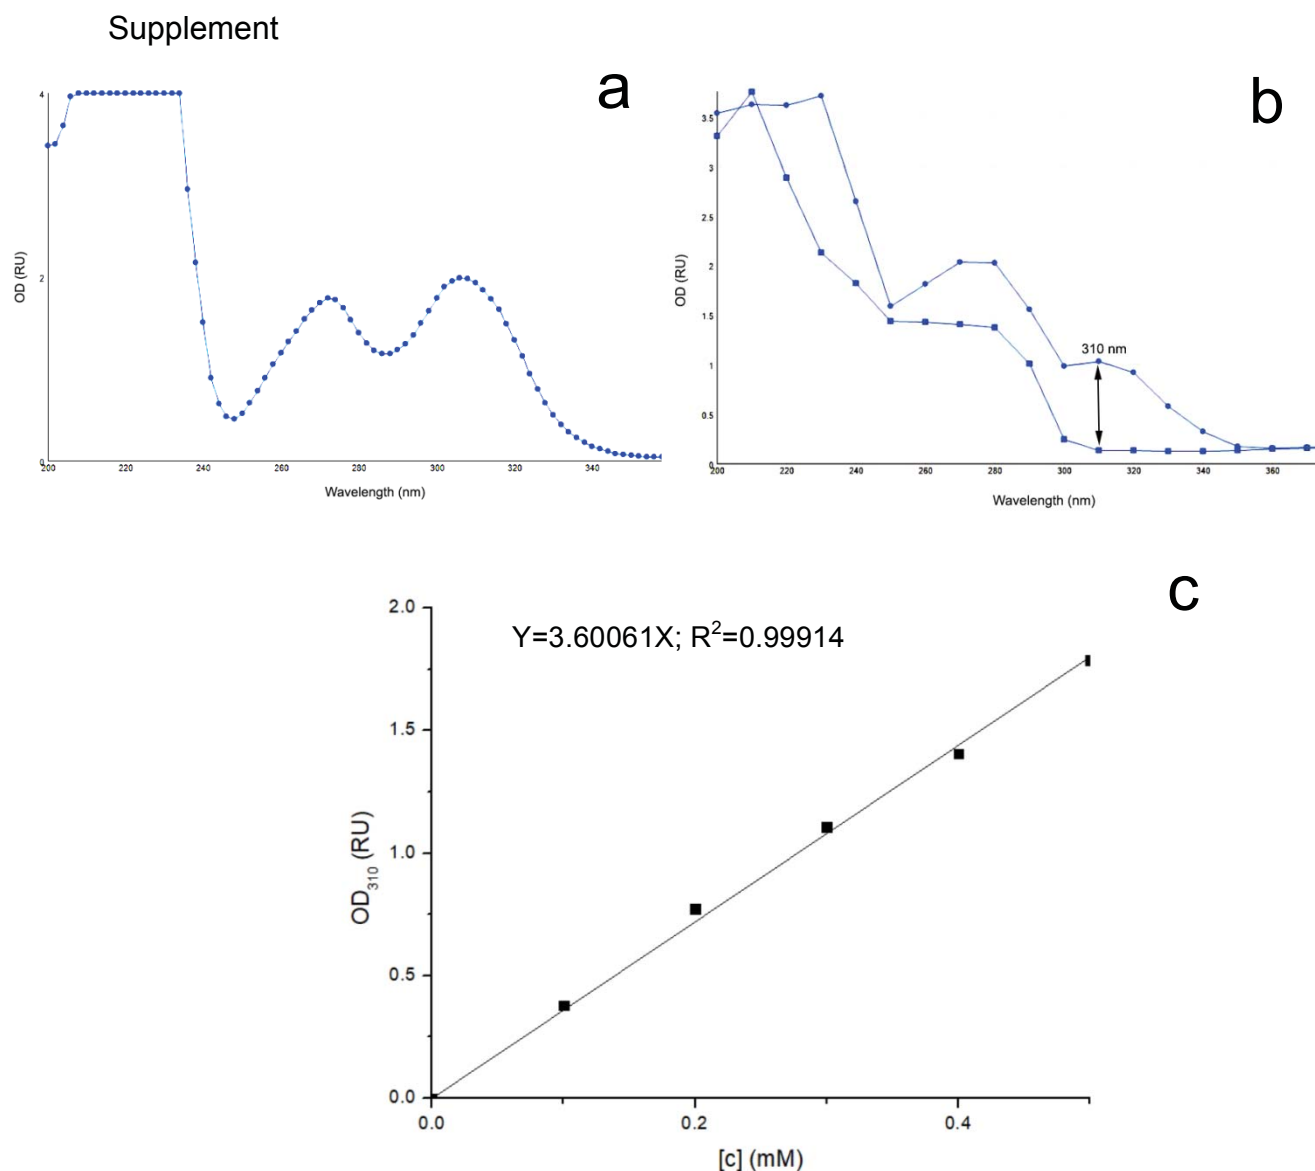 Supplement
a
4
2
0
200 220 240 260 280 300 320 340
OD (RU)
Wavelength (nm)
b
3.5
3
2.5
2
1.5
1
0.5
0
200 220 240 260 280 300 320 340 360
OD (RU)
310 nm
Wavelength (nm)
c
Y=3.60061X; R²=0.99914
2.0
1.5
1.0
0.5
0.0
0.0 0.2 0.4
OD₃₁₀ (RU)
[c] (mM)